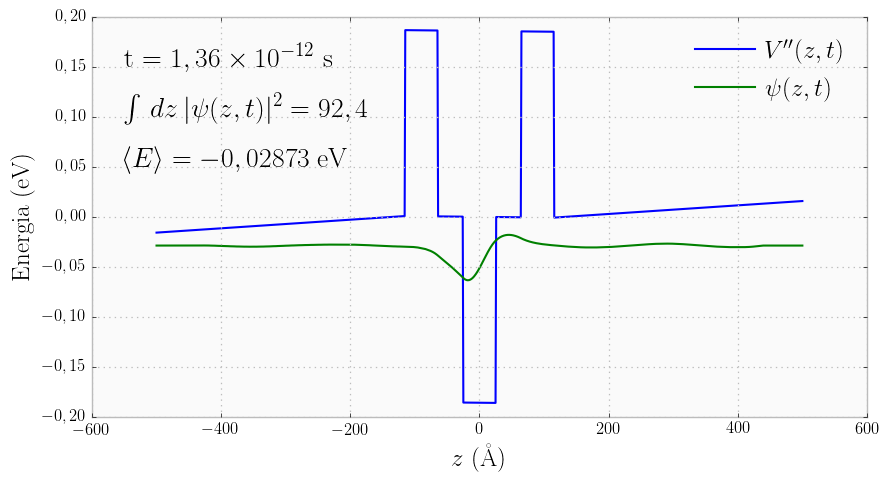 0,20
0,15
0,10
0,05
0,00
−0,05
−0,10
−0,15
−0,20
Energia (eV)
t = 1,36 × 10⁻¹² s
∫ dz |ψ(z,t)|² = 92,4
⟨E⟩ = −0,02873 eV
V″(z,t)
ψ(z,t)
−600 −400 −200 0 200 400 600
z (Å)